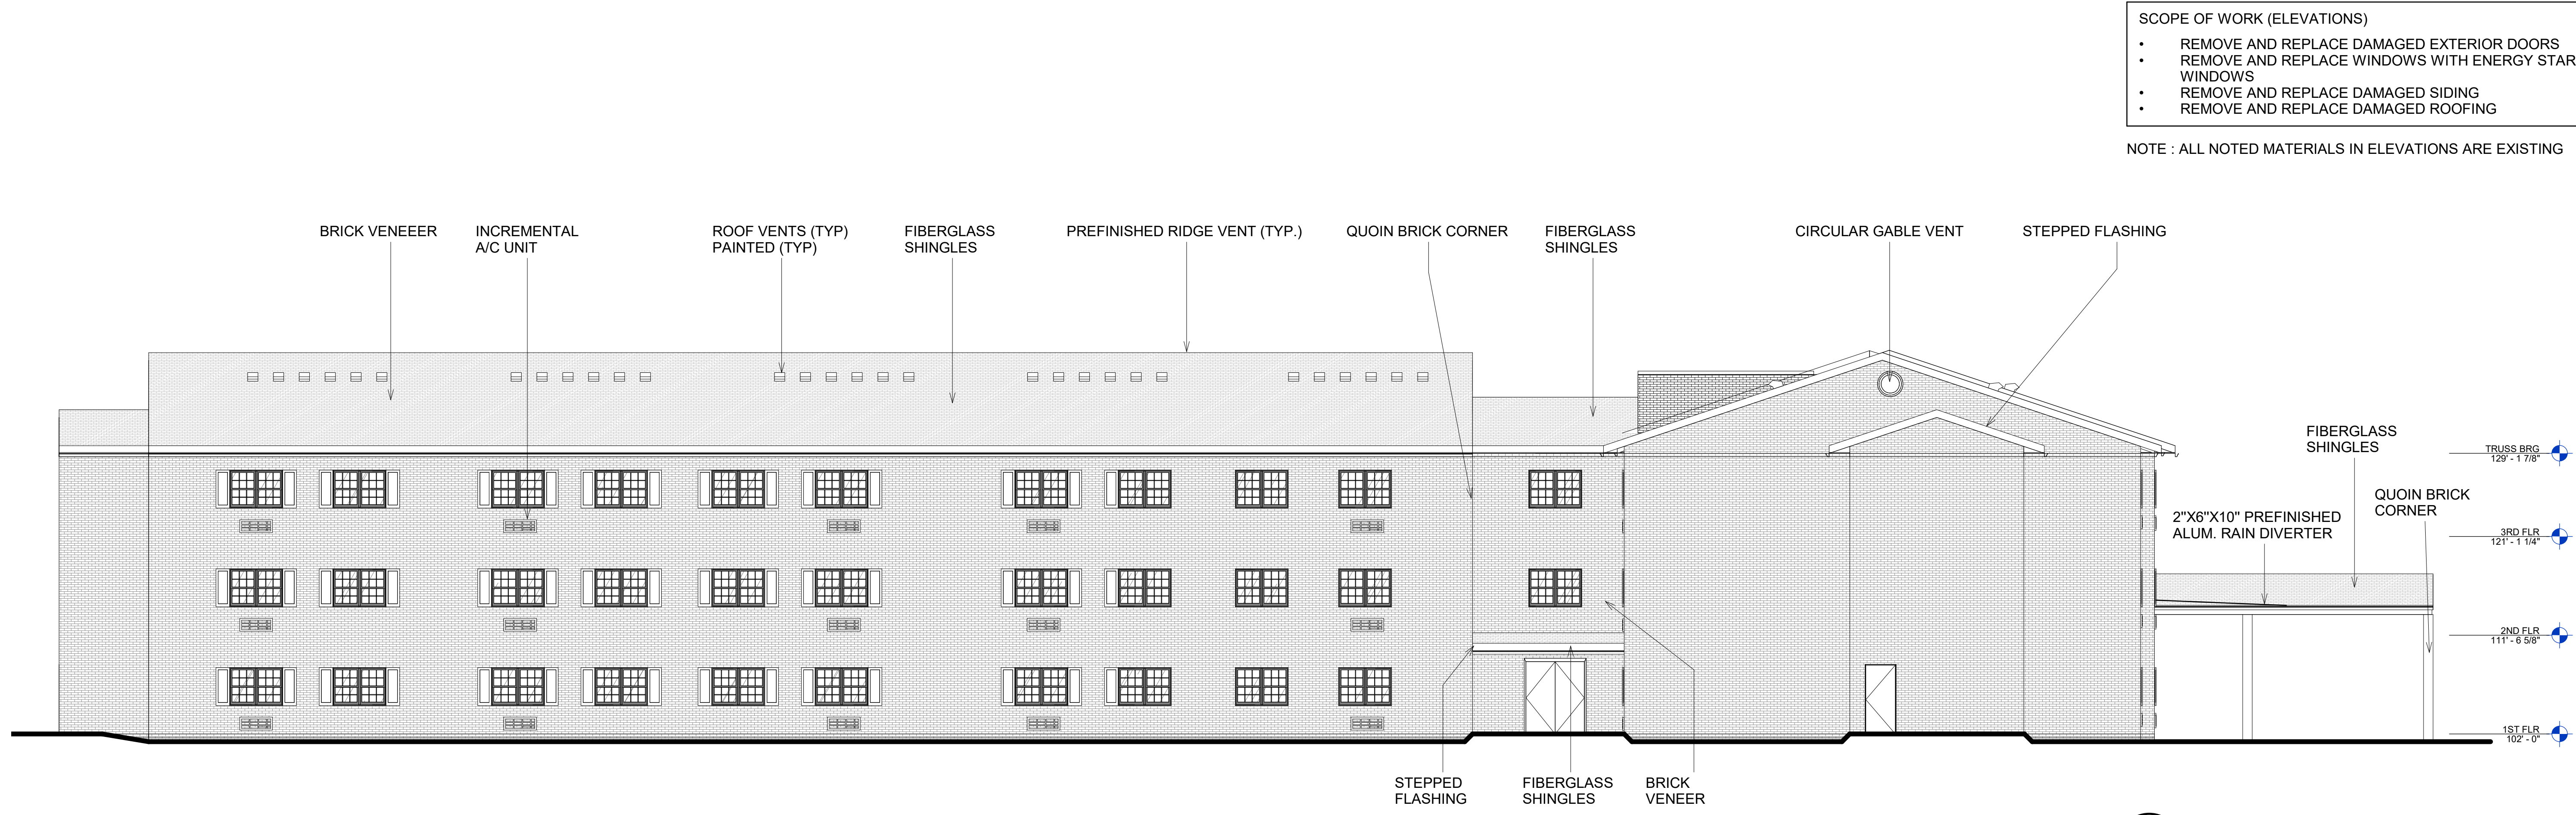 SCOPE OF WORK (ELEVATIONS)
• REMOVE AND REPLACE DAMAGED EXTERIOR DOORS
• REMOVE AND REPLACE WINDOWS WITH ENERGY STAR
WINDOWS
• REMOVE AND REPLACE DAMAGED SIDING
• REMOVE AND REPLACE DAMAGED ROOFING
NOTE : ALL NOTED MATERIALS IN ELEVATIONS ARE EXISTING
BRICK VENEEER
INCREMENTAL
A/C UNIT
ROOF VENTS (TYP)
PAINTED (TYP)
FIBERGLASS
SHINGLES
PREFINISHED RIDGE VENT (TYP.)
QUOIN BRICK CORNER
FIBERGLASS
SHINGLES
CIRCULAR GABLE VENT
STEPPED FLASHING
FIBERGLASS
SHINGLES
TRUSS BRG
129' - 1 7/8"
QUOIN BRICK
CORNER
2"X6"X10" PREFINISHED
ALUM. RAIN DIVERTER
3RD FLR
121' - 1 1/4"
2ND FLR
111' - 6 5/8"
1ST FLR
102' - 0"
STEPPED
FLASHING
FIBERGLASS
SHINGLES
BRICK
VENEER